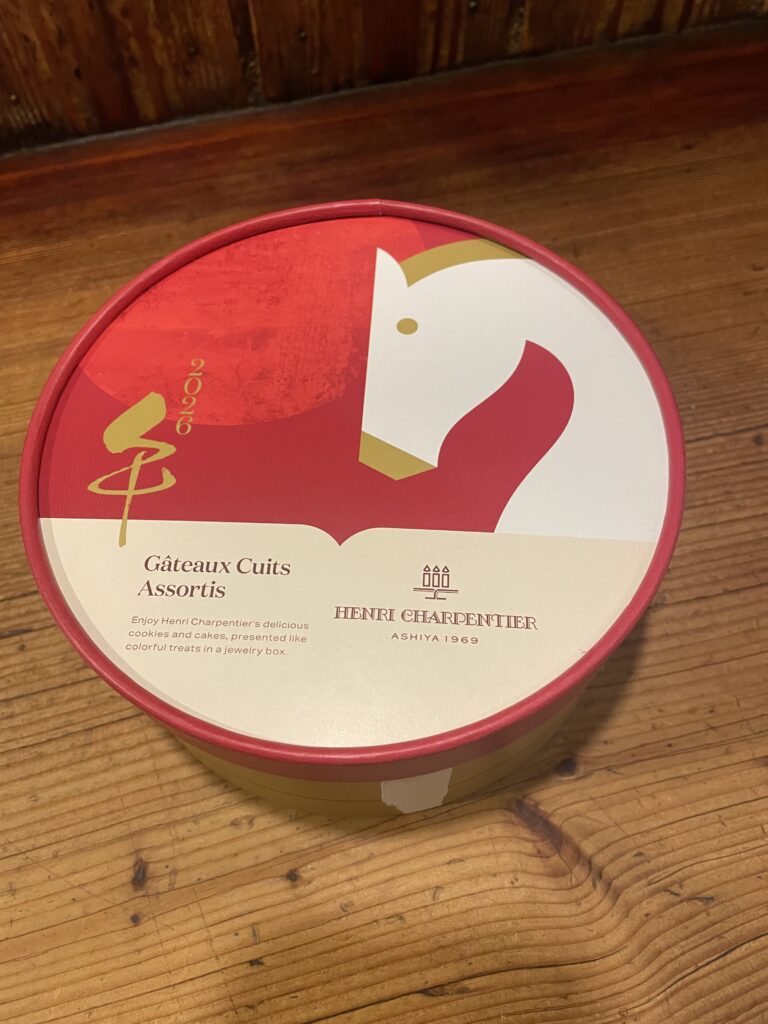 2026
午
Gâteaux Cuits
Assortis
Enjoy Henri Charpentier's delicious
cookies and cakes, presented like
colorful treats in a jewelry box.
HENRI CHARPENTIER
ASHIYA 1969